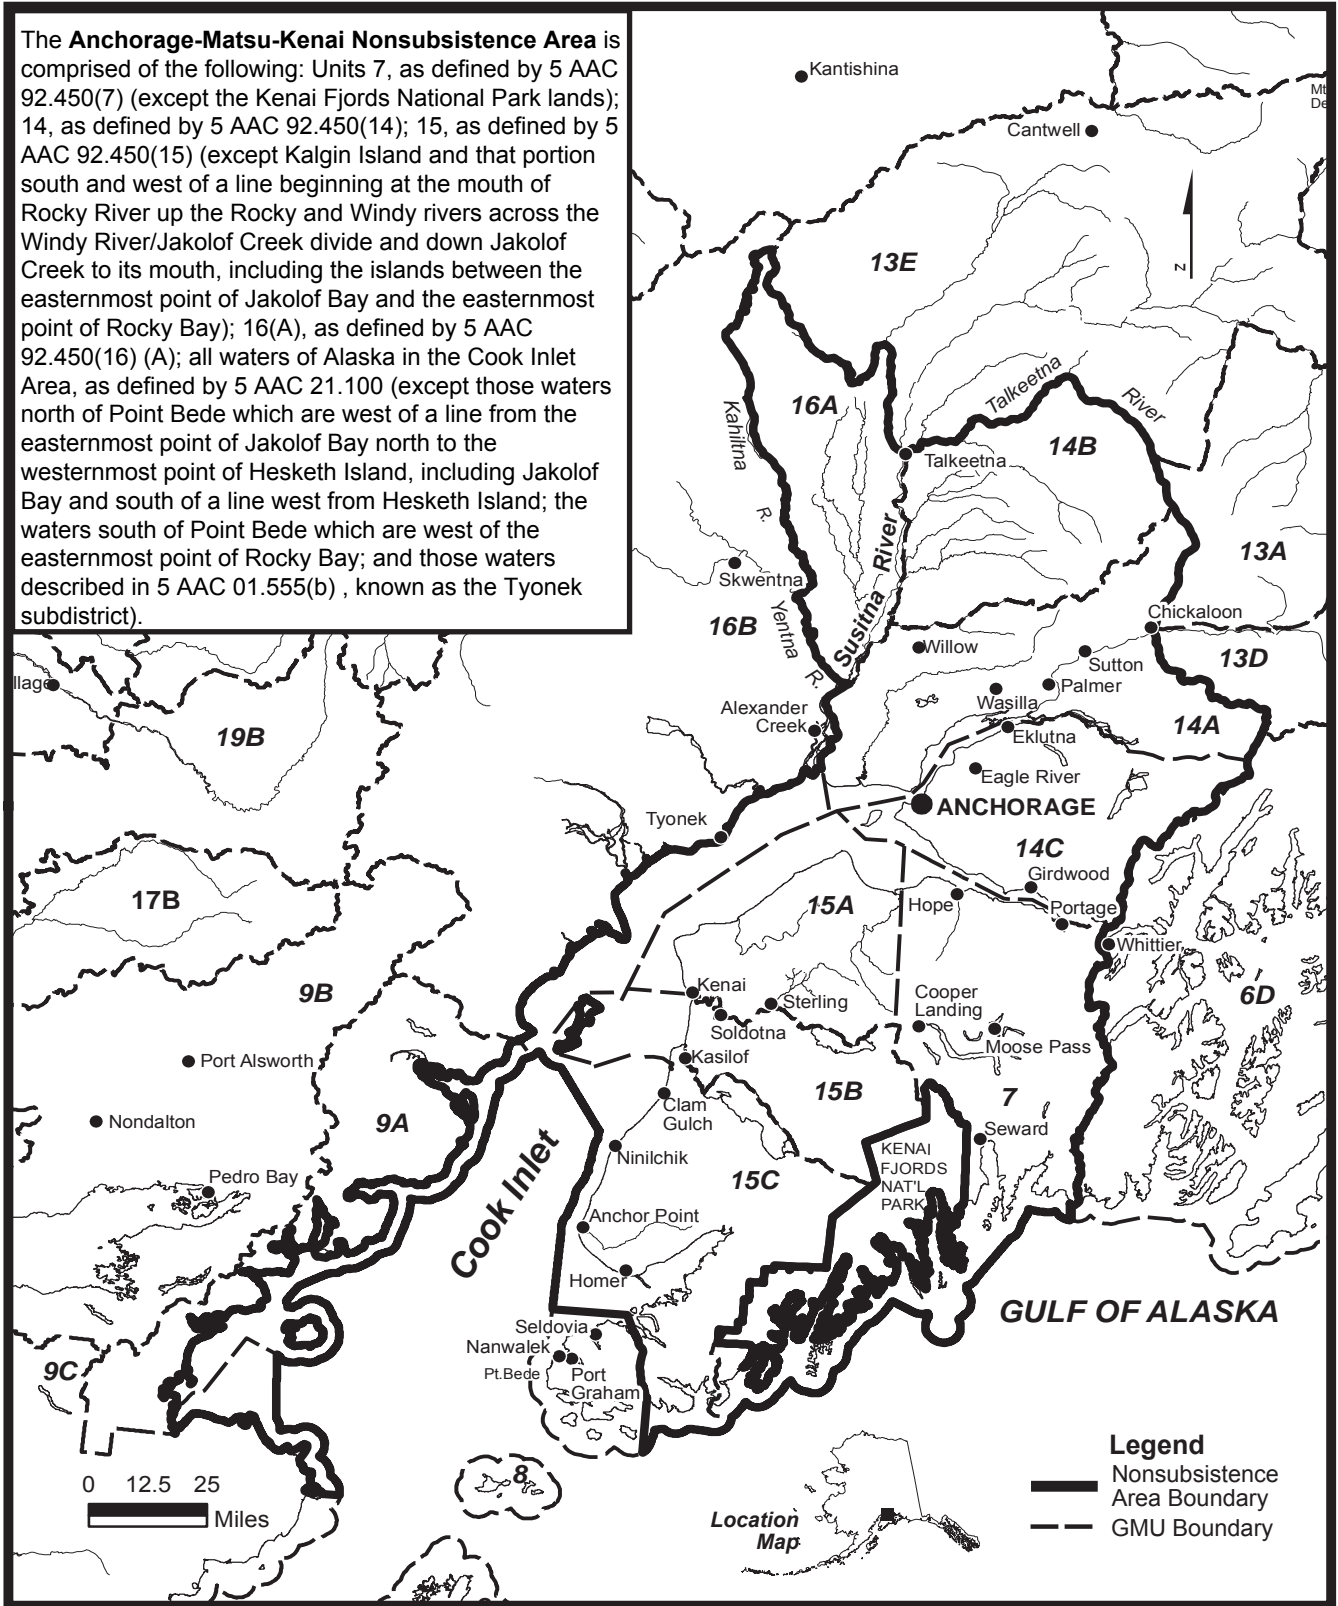 The Anchorage-Matsu-Kenai Nonsubsistence Area is
comprised of the following: Units 7, as defined by 5 AAC
92.450(7) (except the Kenai Fjords National Park lands);
14, as defined by 5 AAC 92.450(14); 15, as defined by 5
AAC 92.450(15) (except Kalgin Island and that portion
south and west of a line beginning at the mouth of
Rocky River up the Rocky and Windy rivers across the
Windy River/Jakolof Creek divide and down Jakolof
Creek to its mouth, including the islands between the
easternmost point of Jakolof Bay and the easternmost
point of Rocky Bay); 16(A), as defined by 5 AAC
92.450(16) (A); all waters of Alaska in the Cook Inlet
Area, as defined by 5 AAC 21.100 (except those waters
north of Point Bede which are west of a line from the
easternmost point of Jakolof Bay north to the
westernmost point of Hesketh Island, including Jakolof
Bay and south of a line west from Hesketh Island; the
waters south of Point Bede which are west of the
easternmost point of Rocky Bay; and those waters
described in 5 AAC 01.555(b) , known as the Tyonek
subdistrict).
Kantishina
Mt
De
Cantwell
N
13E
16A
Kahiltna
R.
Talkeetna
River
14B
Talkeetna
Susitna River
13A
Skwentna
16B
Yentna
R.
Chickaloon
Willow
13D
Sutton
Palmer
Wasilla
llage
19B
Alexander
Creek
14A
Eklutna
Eagle River
ANCHORAGE
Tyonek
14C
Girdwood
17B
15A
Hope
Portage
Whittier
9B
6D
Kenai
Sterling
Soldotna
Cooper
Landing
Moose Pass
Port Alsworth
Kasilof
15B
7
Clam
Gulch
Nondalton
9A
Seward
KENAI
FJORDS
NAT'L
PARK
Ninilchik
Cook Inlet
15C
Pedro Bay
Anchor Point
Homer
GULF OF ALASKA
Seldovia
Nanwalek
Pt.Bede
Port
Graham
9C
8
0 12.5 25
Miles
Location
Map
Legend
Nonsubsistence
Area Boundary
GMU Boundary